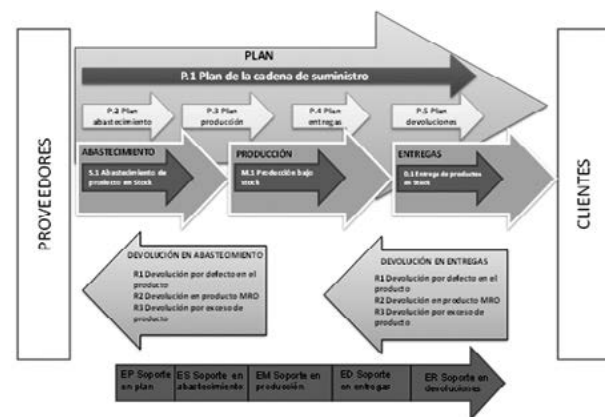 PROVEEDORES
PLAN
P.1 Plan de la cadena de suministro
P.2 Plan
abastecimiento
P.3 Plan
producción
P.4 Plan
entregas
P.5 Plan
devoluciones
ABASTECIMIENTO
S.1 Abastecimiento de
producto en Stock
PRODUCCIÓN
M.1 Producción bajo
stock
ENTREGAS
D.1 Entrega de productos
en Stock
DEVOLUCIÓN EN ABASTECIMIENTO
R1 Devolución por defecto en el
producto
R2 Devolución en producto MRO
R3 Devolución por exceso de
producto
DEVOLUCIÓN EN ENTREGAS
R1 Devolución por defecto en el
producto
R2 Devolución en producto MRO
R3 Devolución por exceso de
producto
EP Soporte
en plan
ES Soporte en
abastecimiento
EM Soporte en
producción
ED Soporte
en entregas
ER Soporte en
devoluciones
CLIENTES